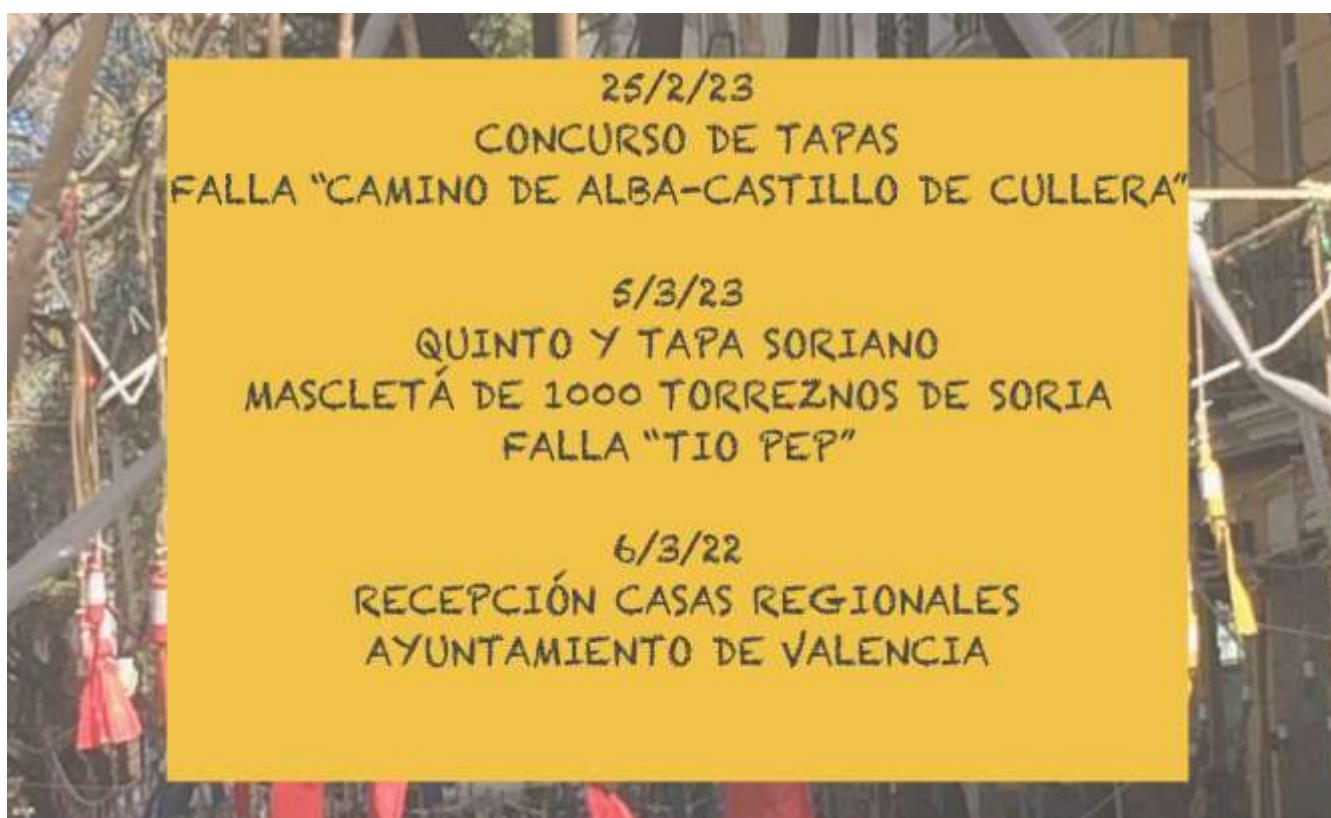 25/2/23
CONCURSO DE TAPAS
FALLA "CAMINO DE ALBA-CASTILLO DE CULLERA"
5/3/23
QUINTO Y TAPA SORIANO
MASCLETÁ DE 1000 TORREZNOS DE SORIA
FALLA "TIO PEP"
6/3/22
RECEPCIÓN CASAS REGIONALES
AYUNTAMIENTO DE VALENCIA